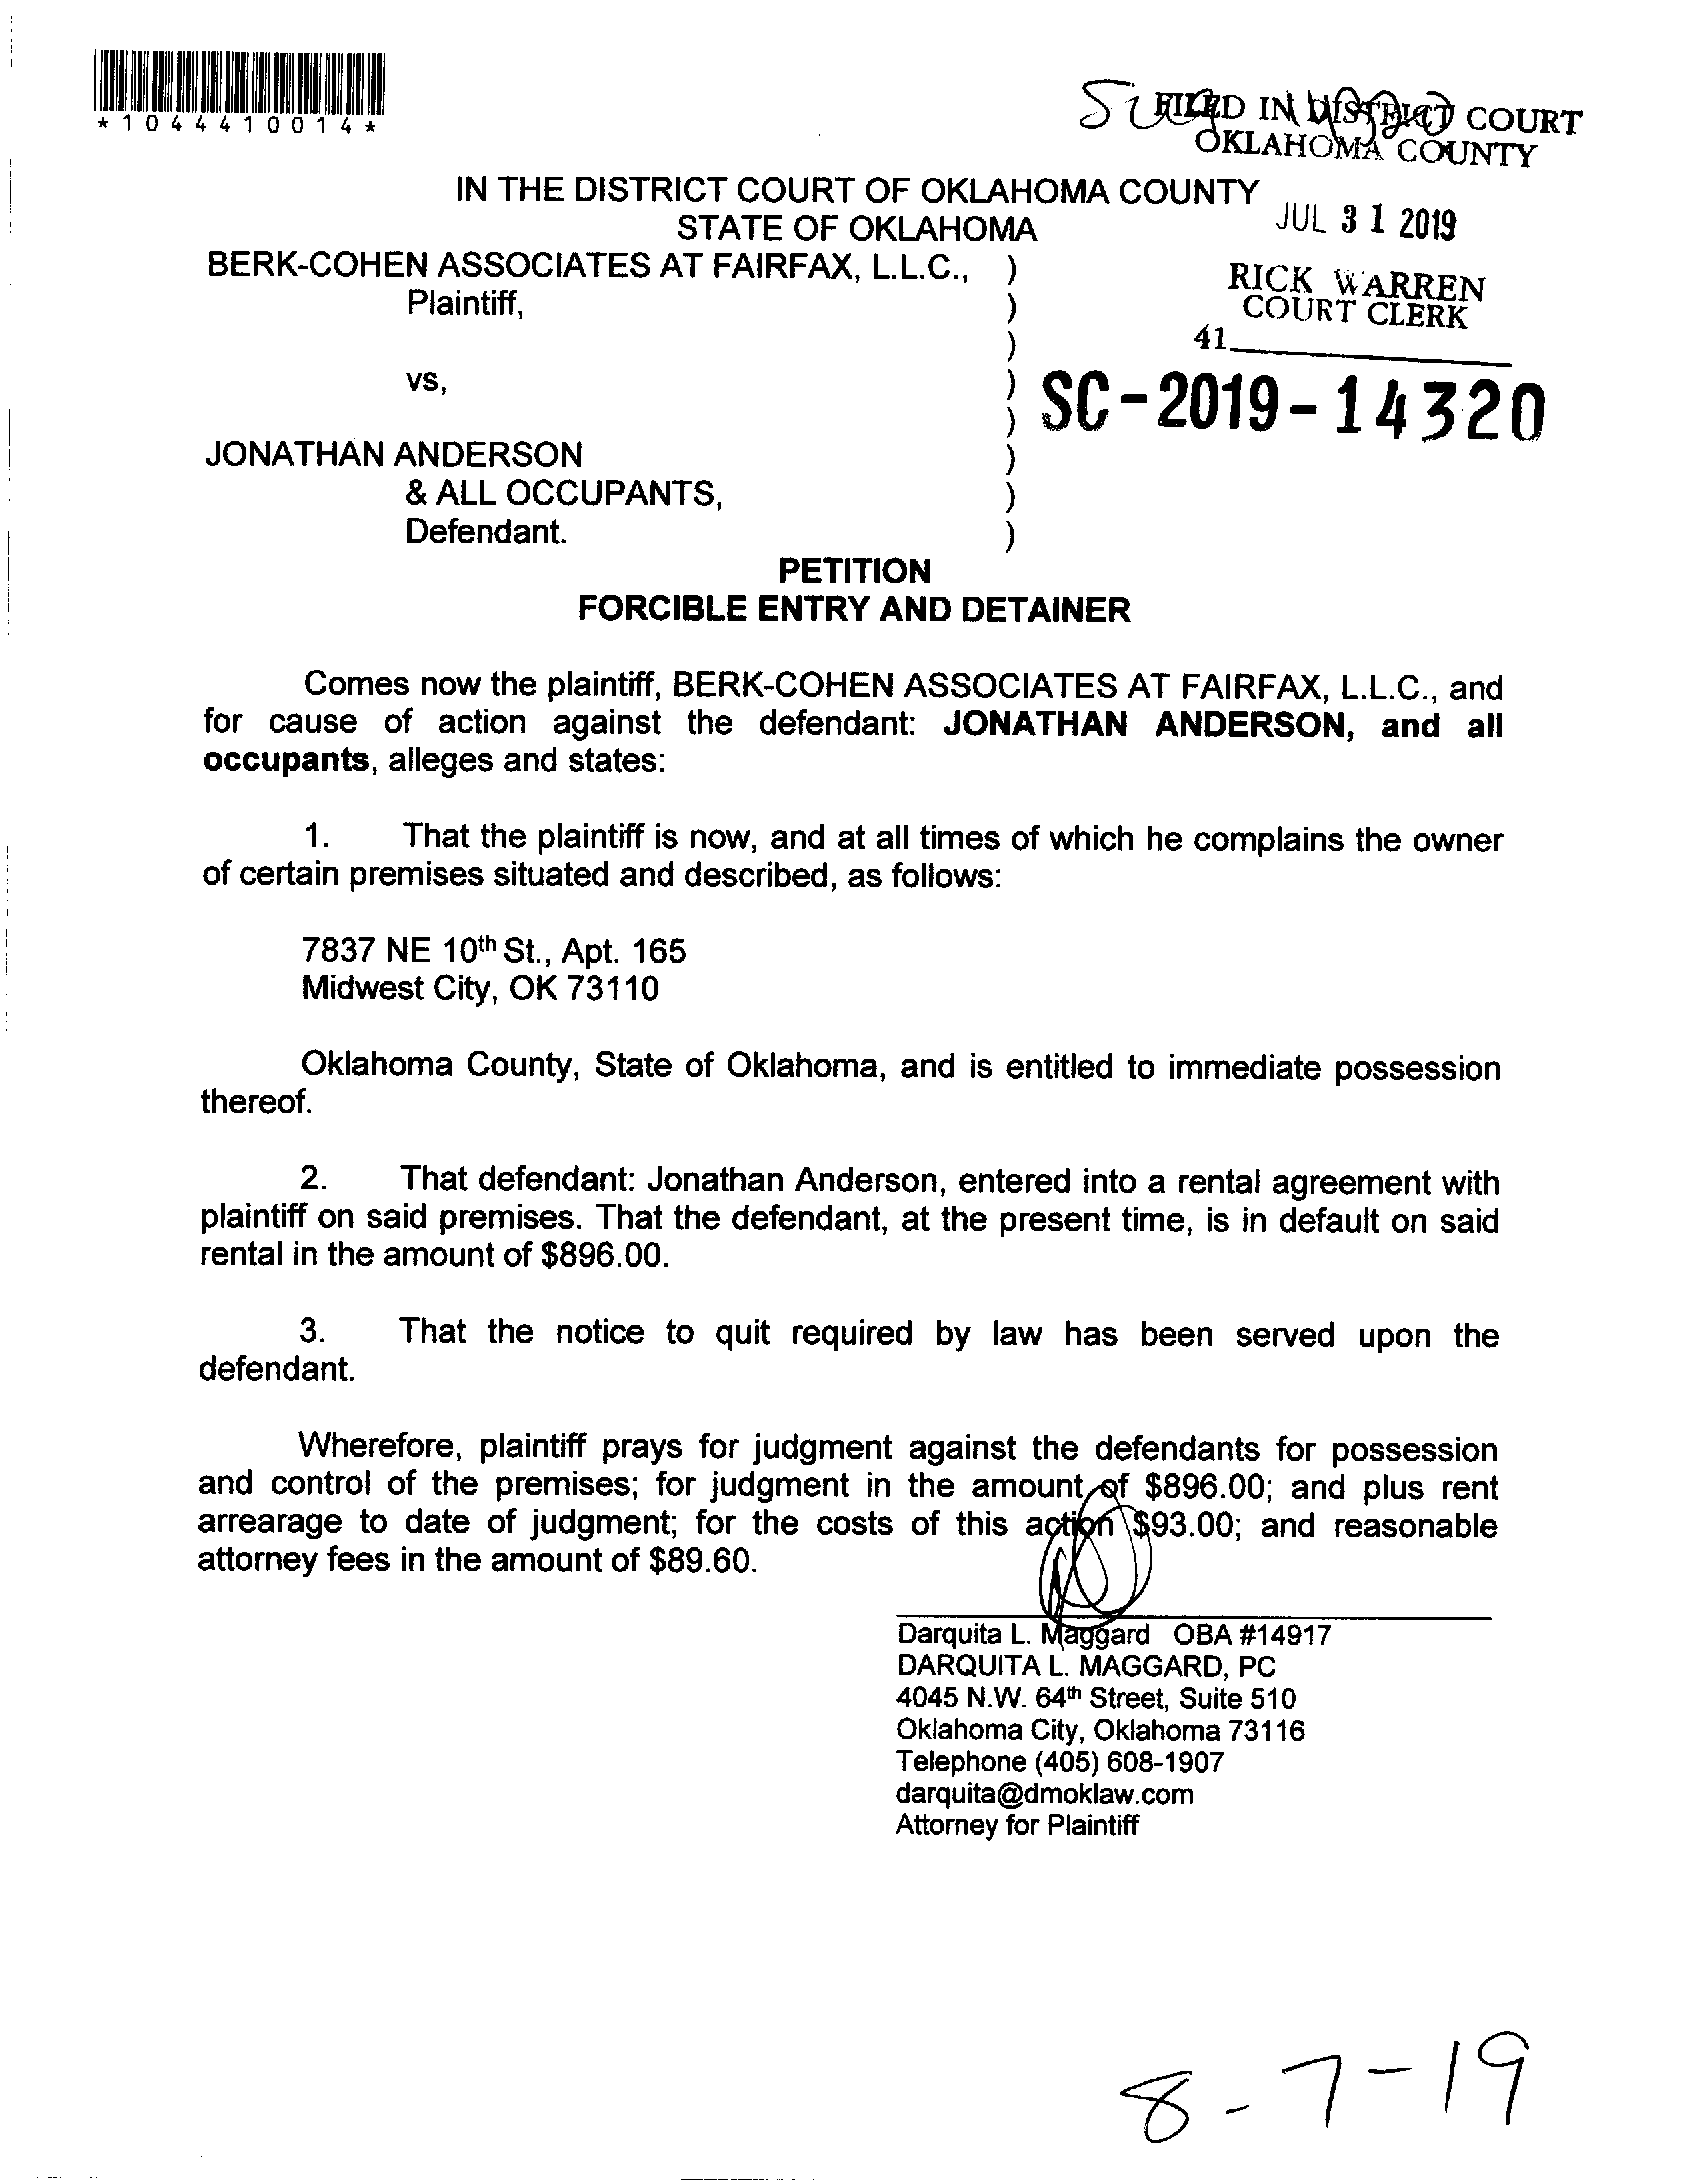 *1044410014*
FILED IN DISTRICT COURT
OKLAHOMA COUNTY
IN THE DISTRICT COURT OF OKLAHOMA COUNTY
STATE OF OKLAHOMA
JUL 31 2019
BERK-COHEN ASSOCIATES AT FAIRFAX, L.L.C., )
Plaintiff, )
RICK WARREN
COURT CLERK
)
41
vs, )
)
SC-2019-14320
JONATHAN ANDERSON )
& ALL OCCUPANTS, )
Defendant. )
PETITION
FORCIBLE ENTRY AND DETAINER
Comes now the plaintiff, BERK-COHEN ASSOCIATES AT FAIRFAX, L.L.C., and
for cause of action against the defendant: JONATHAN ANDERSON, and all
occupants, alleges and states:
1. That the plaintiff is now, and at all times of which he complains the owner
of certain premises situated and described, as follows:
7837 NE 10th St., Apt. 165
Midwest City, OK 73110
Oklahoma County, State of Oklahoma, and is entitled to immediate possession
thereof.
2. That defendant: Jonathan Anderson, entered into a rental agreement with
plaintiff on said premises. That the defendant, at the present time, is in default on said
rental in the amount of $896.00.
3. That the notice to quit required by law has been served upon the
defendant.
Wherefore, plaintiff prays for judgment against the defendants for possession
and control of the premises; for judgment in the amount of $896.00; and plus rent
arrearage to date of judgment; for the costs of this action $93.00; and reasonable
attorney fees in the amount of $89.60.
Darquita L. Maggard OBA #14917
DARQUITA L. MAGGARD, PC
4045 N.W. 64th Street, Suite 510
Oklahoma City, Oklahoma 73116
Telephone (405) 608-1907
darquita@dmoklaw.com
Attorney for Plaintiff
8-7-19